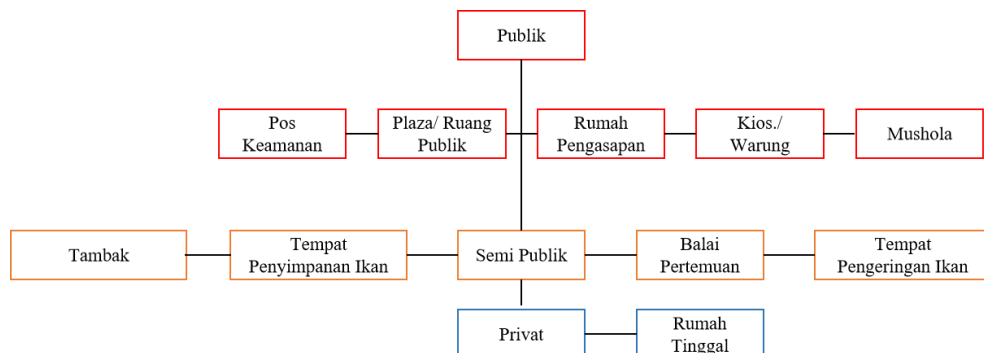 Publik
Pos
Keamanan
Plaza/ Ruang
Publik
Rumah
Pengasapan
Kios./
Warung
Mushola
Tambak
Tempat
Penyimpanan Ikan
Semi Publik
Balai
Pertemuan
Tempat
Pengeringan Ikan
Privat
Rumah
Tinggal